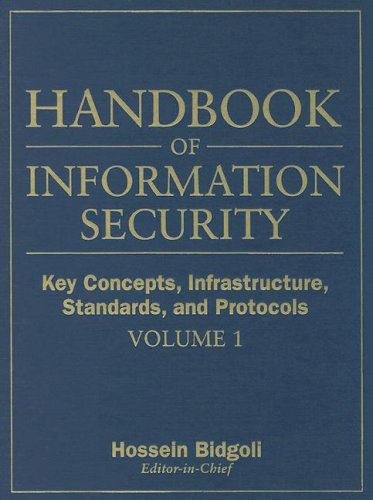 HANDBOOK
OF
INFORMATION
SECURITY
Key Concepts, Infrastructure,
Standards, and Protocols
VOLUME 1
Hossein Bidgoli
Editor-in-Chief